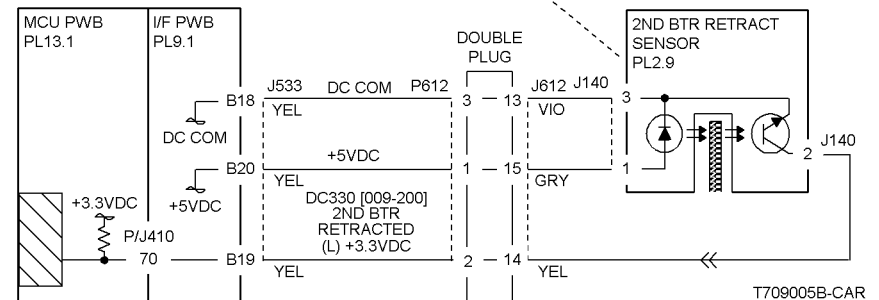 MCU PWB
PL13.1
I/F PWB
PL9.1
DOUBLE
PLUG
2ND BTR RETRACT
SENSOR
PL2.9
B18
J533
DC COM
P612
3
13
J612
J140
3
YEL
VIO
DC COM
B20
+5VDC
1
15
1
2
J140
YEL
GRY
+5VDC
+3.3VDC
DC330 [009-200]
2ND BTR
RETRACTED
(L) +3.3VDC
P/J410
70
B19
2
14
YEL
YEL
T709005B-CAR